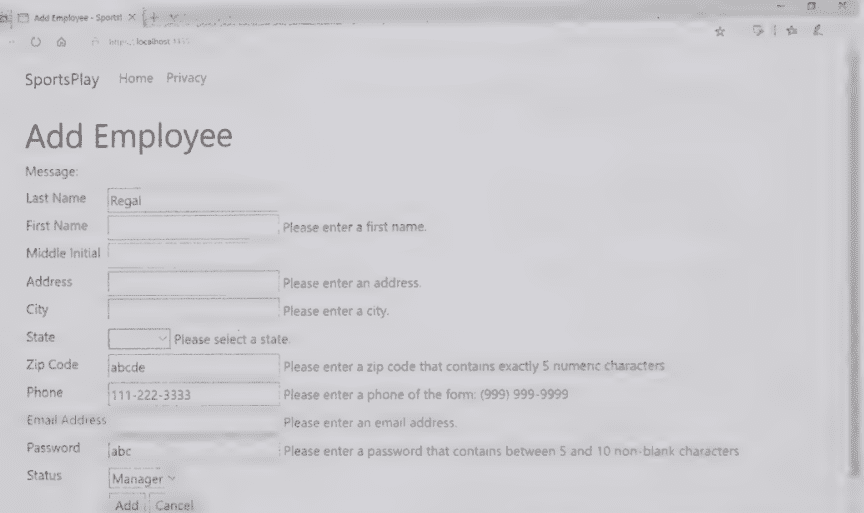 Add Employee - Sports
localhost
SportsPlay Home Privacy
Add Employee
Message:
Last Name Regal
First Name Please enter a first name.
Middle Initial
Address Please enter an address.
City Please enter a city.
State Please select a state.
Zip Code abcde Please enter a zip code that contains exactly 5 numeric characters
Phone 111-222-3333 Please enter a phone of the form: (999) 999-9999
Email Address Please enter an email address.
Password abc Please enter a password that contains between 5 and 10 non-blank characters
Status Manager
Add Cancel